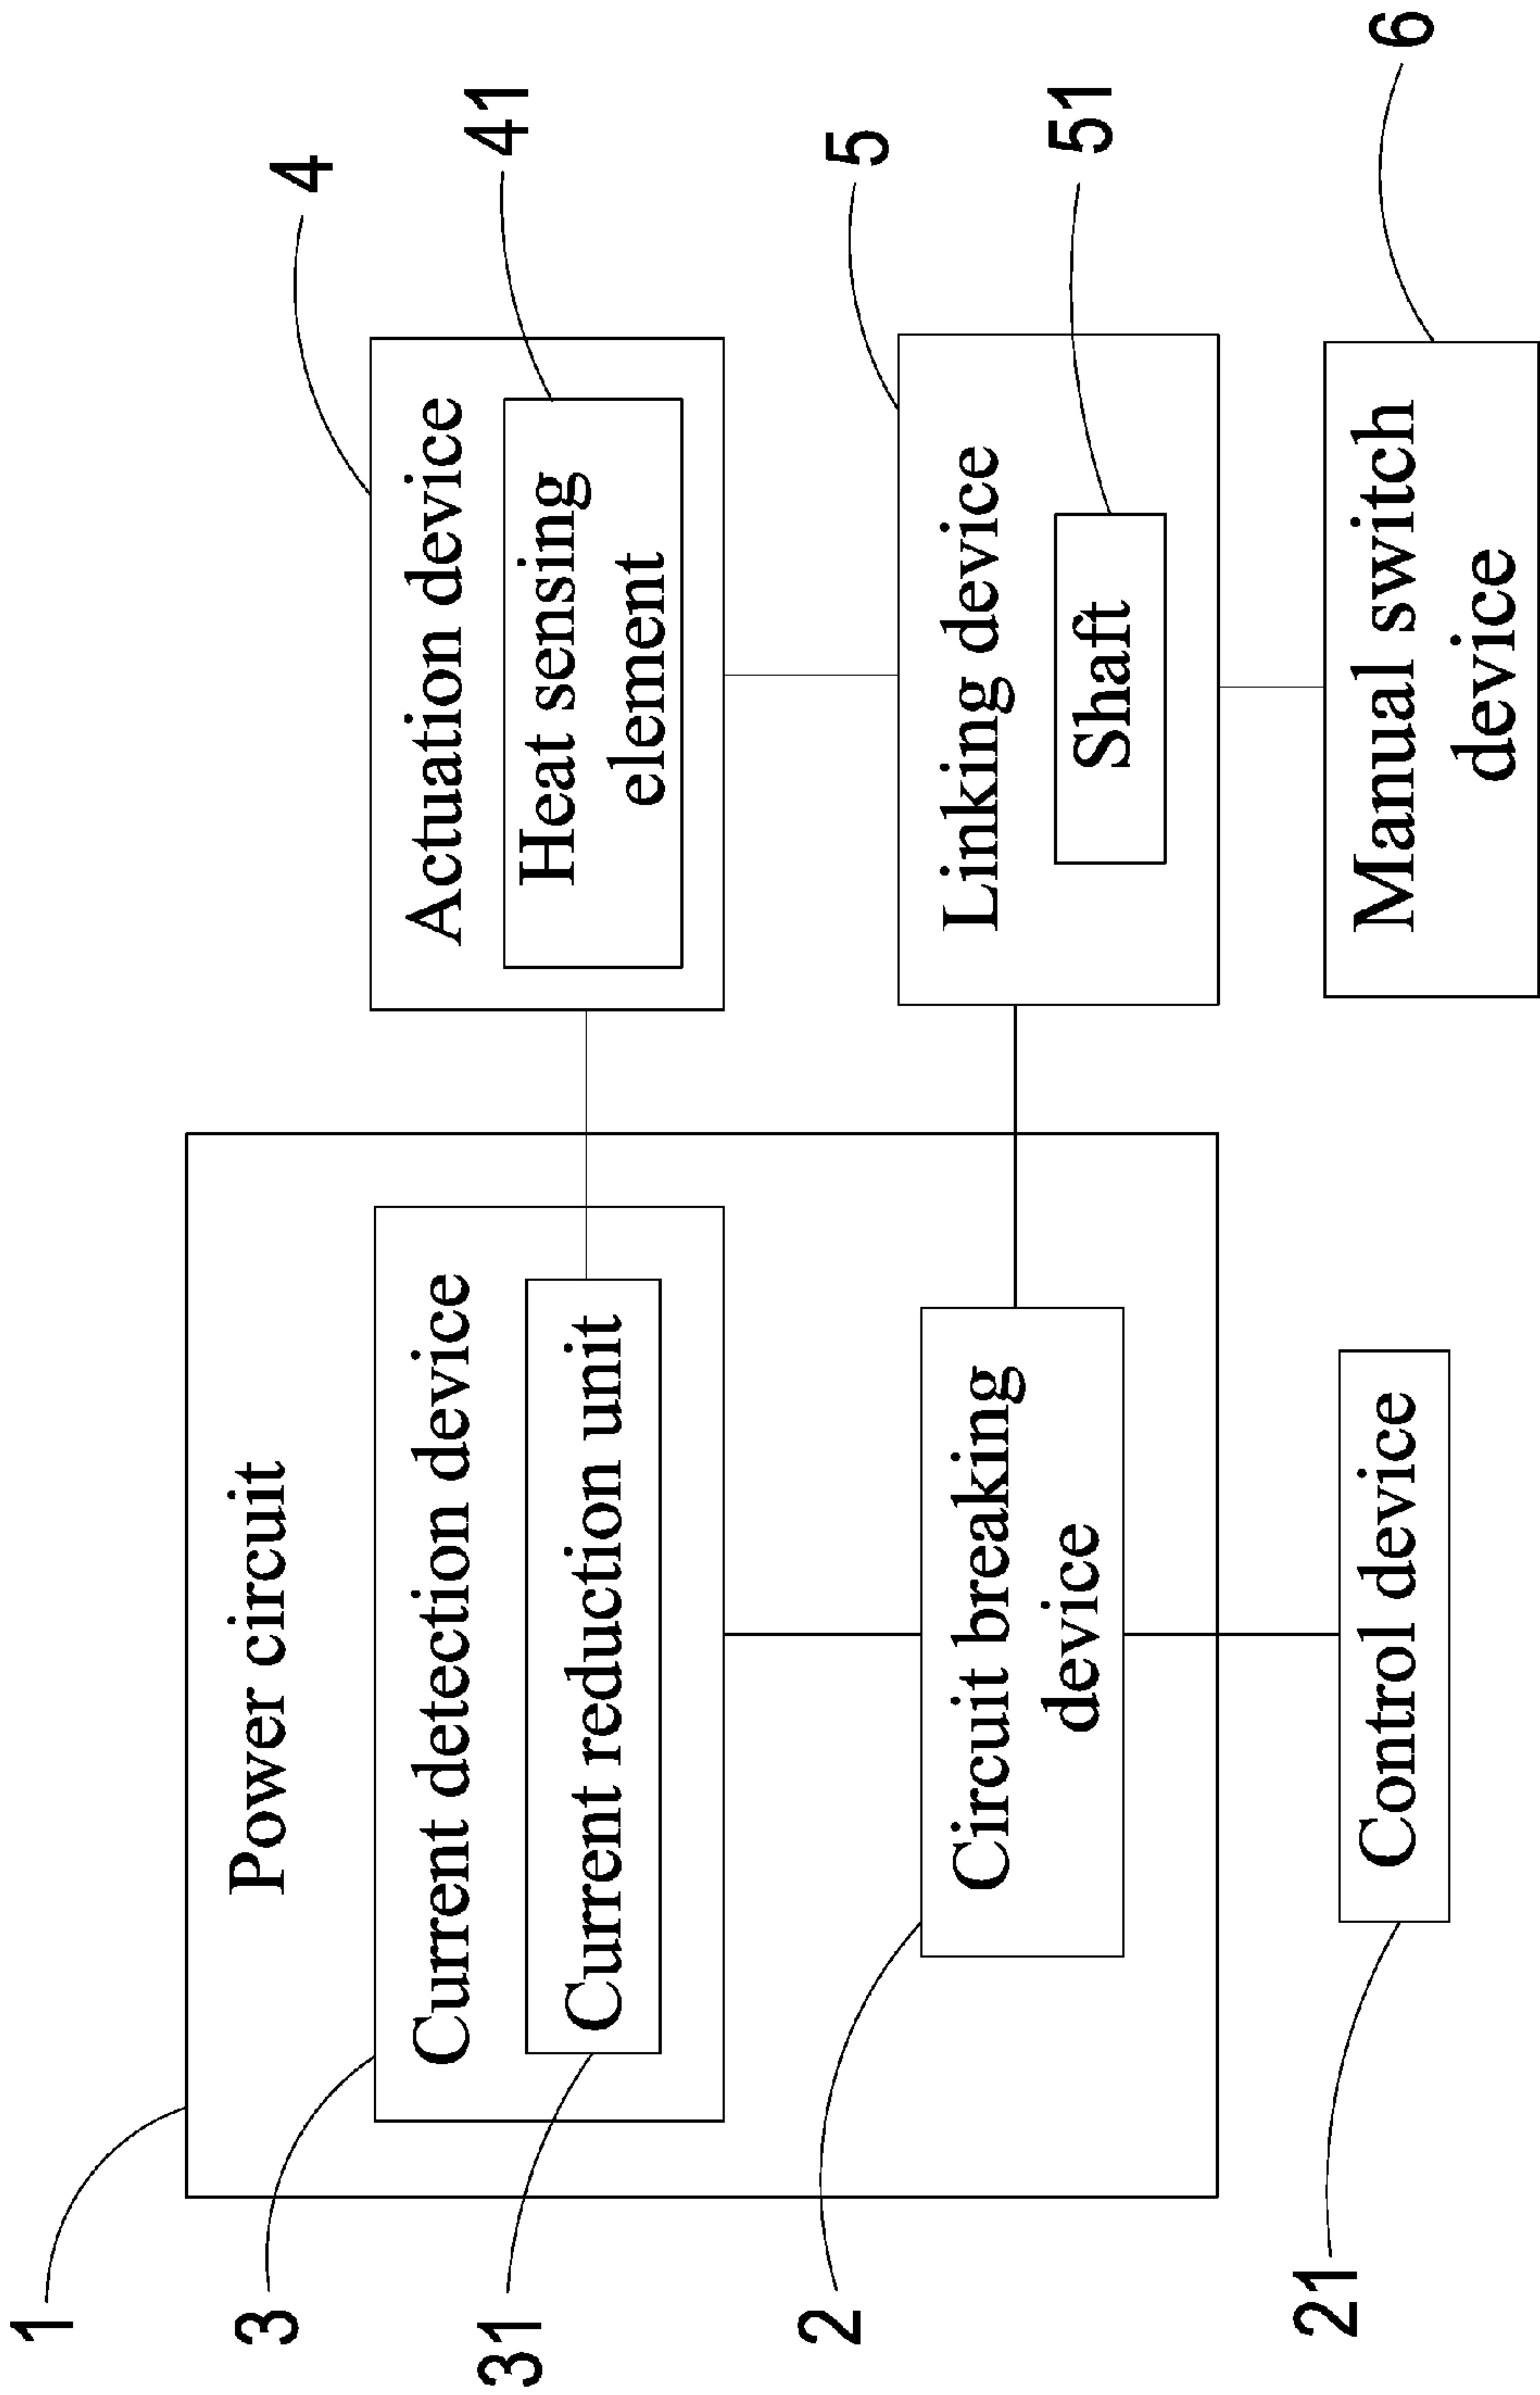 1
Power circuit
3
Current detection device
31
Current reduction unit
2
Circuit breaking
device
21
Control device
4
Actuation device
41
Heat sensing
element
5
Linking device
51
Shaft
6
Manual switch
device